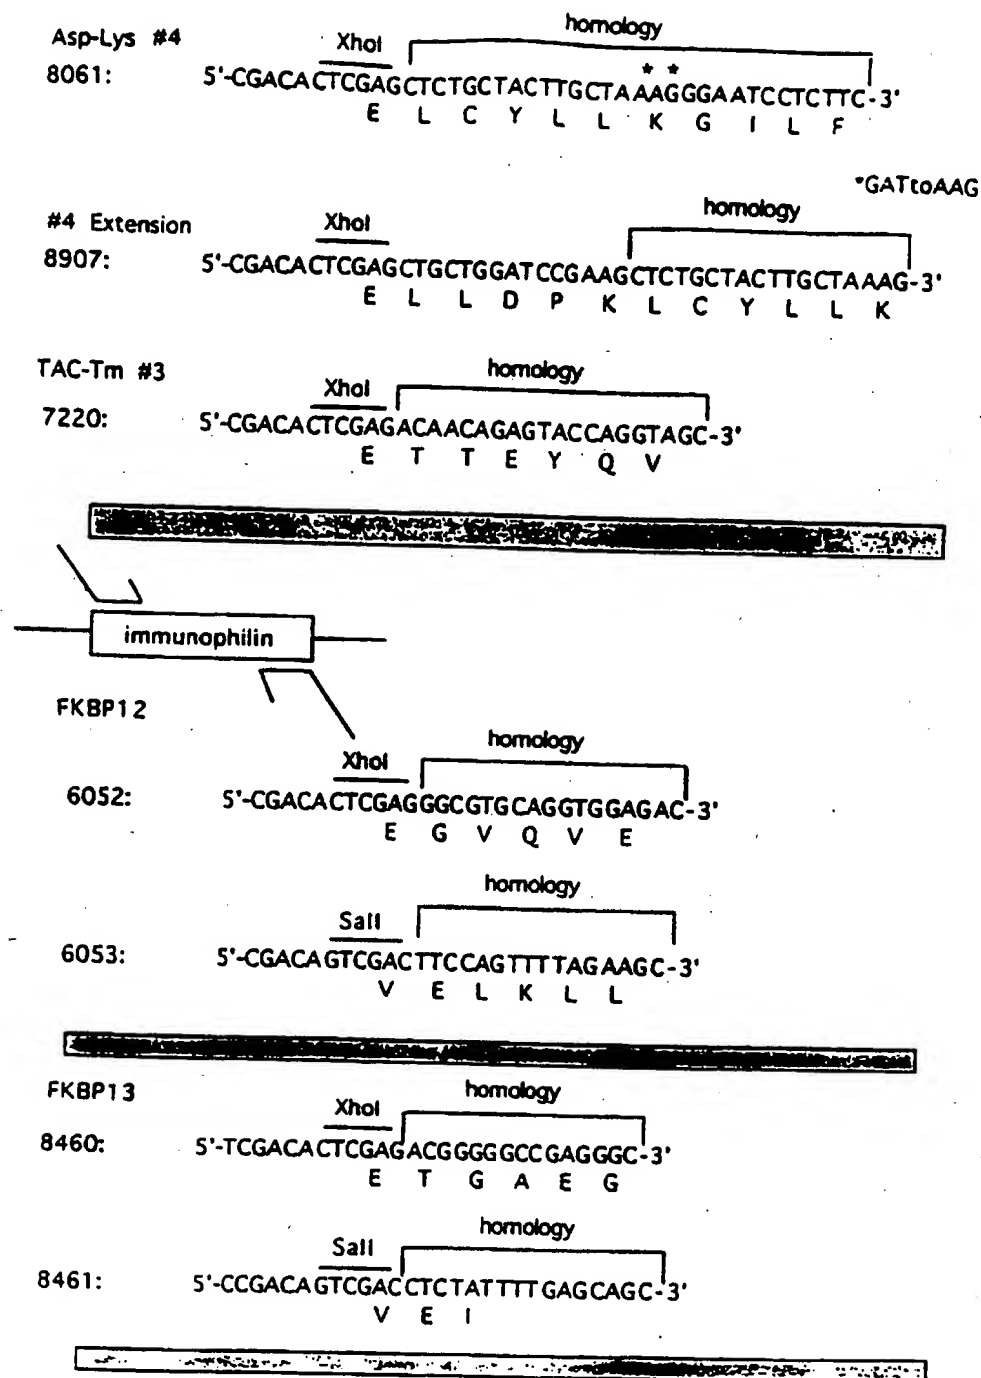 homology
Asp-Lys #4
XhoI
* *
8061: 5'-CGACACTCGAGCTCTGCTACTTGCTAAAGGGAATCCTCTTC-3'
E L C Y L L K G I L F
*GATtoAAG
homology
#4 Extension
XhoI
8907: 5'-CGACACTCGAGCTGCTGGATCCGAAGCTCTGCTACTTGCTAAAG-3'
E L L D P K L C Y L L K
TAC-Tm #3
homology
XhoI
7220: 5'-CGACACTCGAGACAACAGAGTACCAGGTAGC-3'
E T T E Y Q V
immunophilin
FKBP12
homology
XhoI
6052: 5'-CGACACTCGAGGGCGTGCAGGTGGAGAC-3'
E G V Q V E
homology
SalI
6053: 5'-CGACAGTCGACTTCCAGTTTTAGAAGC-3'
V E L K L L
FKBP13
homology
XhoI
8460: 5'-TCGACACTCGAGACGGGGGCCGAGGGC-3'
E T G A E G
homology
SalI
8461: 5'-CCGACAGTCGACCTCTATTTTGAGCAGC-3'
V E I